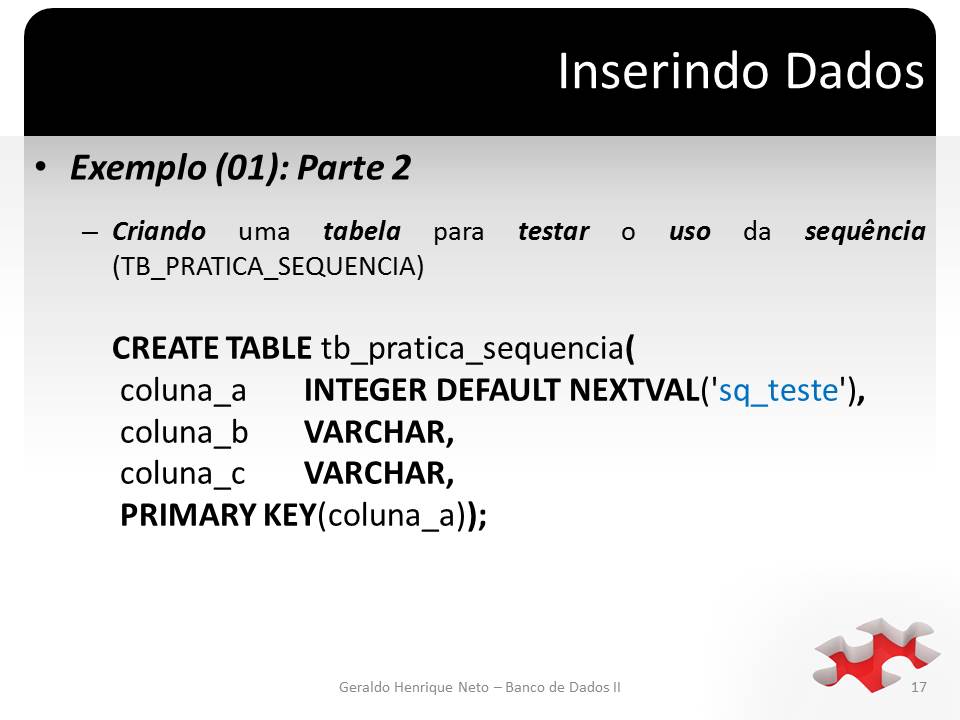 Inserindo Dados
• Exemplo (01): Parte 2
– Criando uma tabela para testar o uso da sequência
(TB_PRATICA_SEQUENCIA)
CREATE TABLE tb_pratica_sequencia(
coluna_a INTEGER DEFAULT NEXTVAL('sq_teste'),
coluna_b VARCHAR,
coluna_c VARCHAR,
PRIMARY KEY(coluna_a));
Geraldo Henrique Neto – Banco de Dados II
17